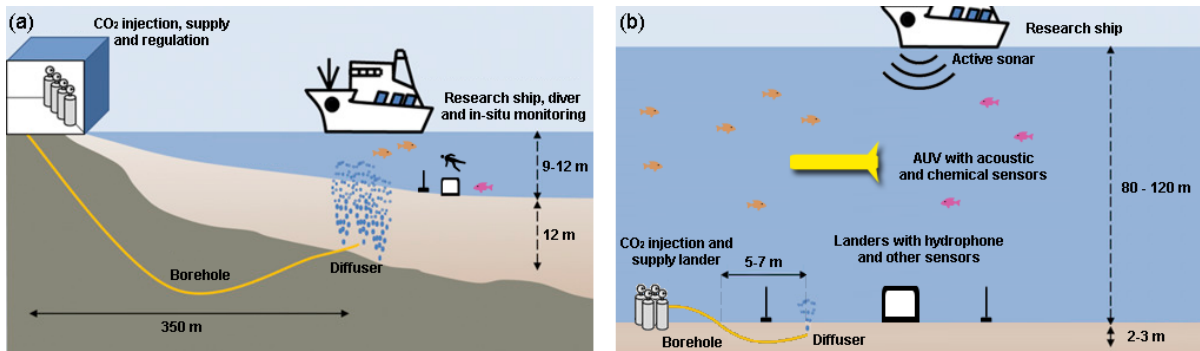 (a)
CO₂ injection, supply
and regulation
Research ship, diver
and in-situ monitoring
9-12 m
12 m
Borehole
Diffuser
350 m
(b)
Research ship
Active sonar
AUV with acoustic
and chemical sensors
80 - 120 m
CO₂ injection and
supply lander
5-7 m
Landers with hydrophone
and other sensors
Borehole
Diffuser
2-3 m